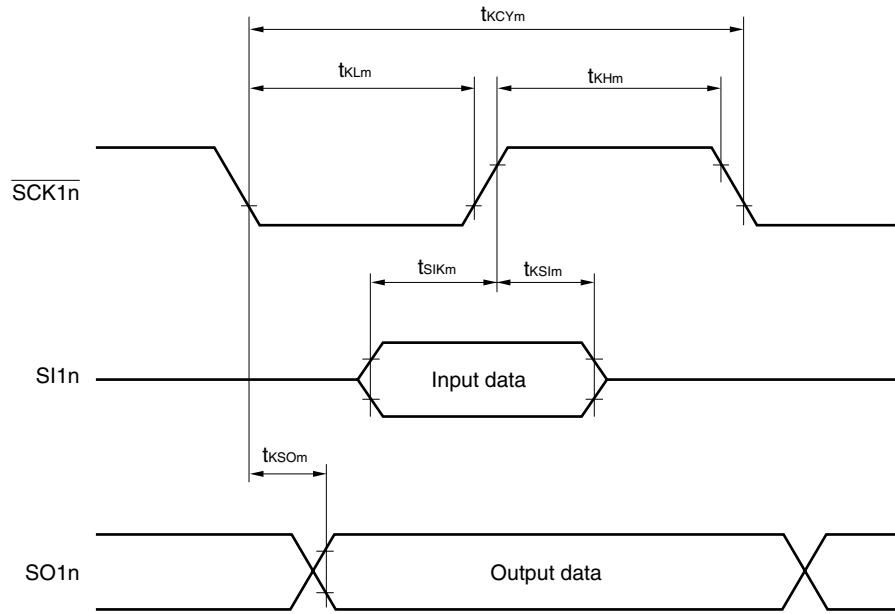 tKCYm
tKLm
tKHm
SCK1n
tSIKm
tKSIm
SI1n
Input data
tKSOm
SO1n
Output data